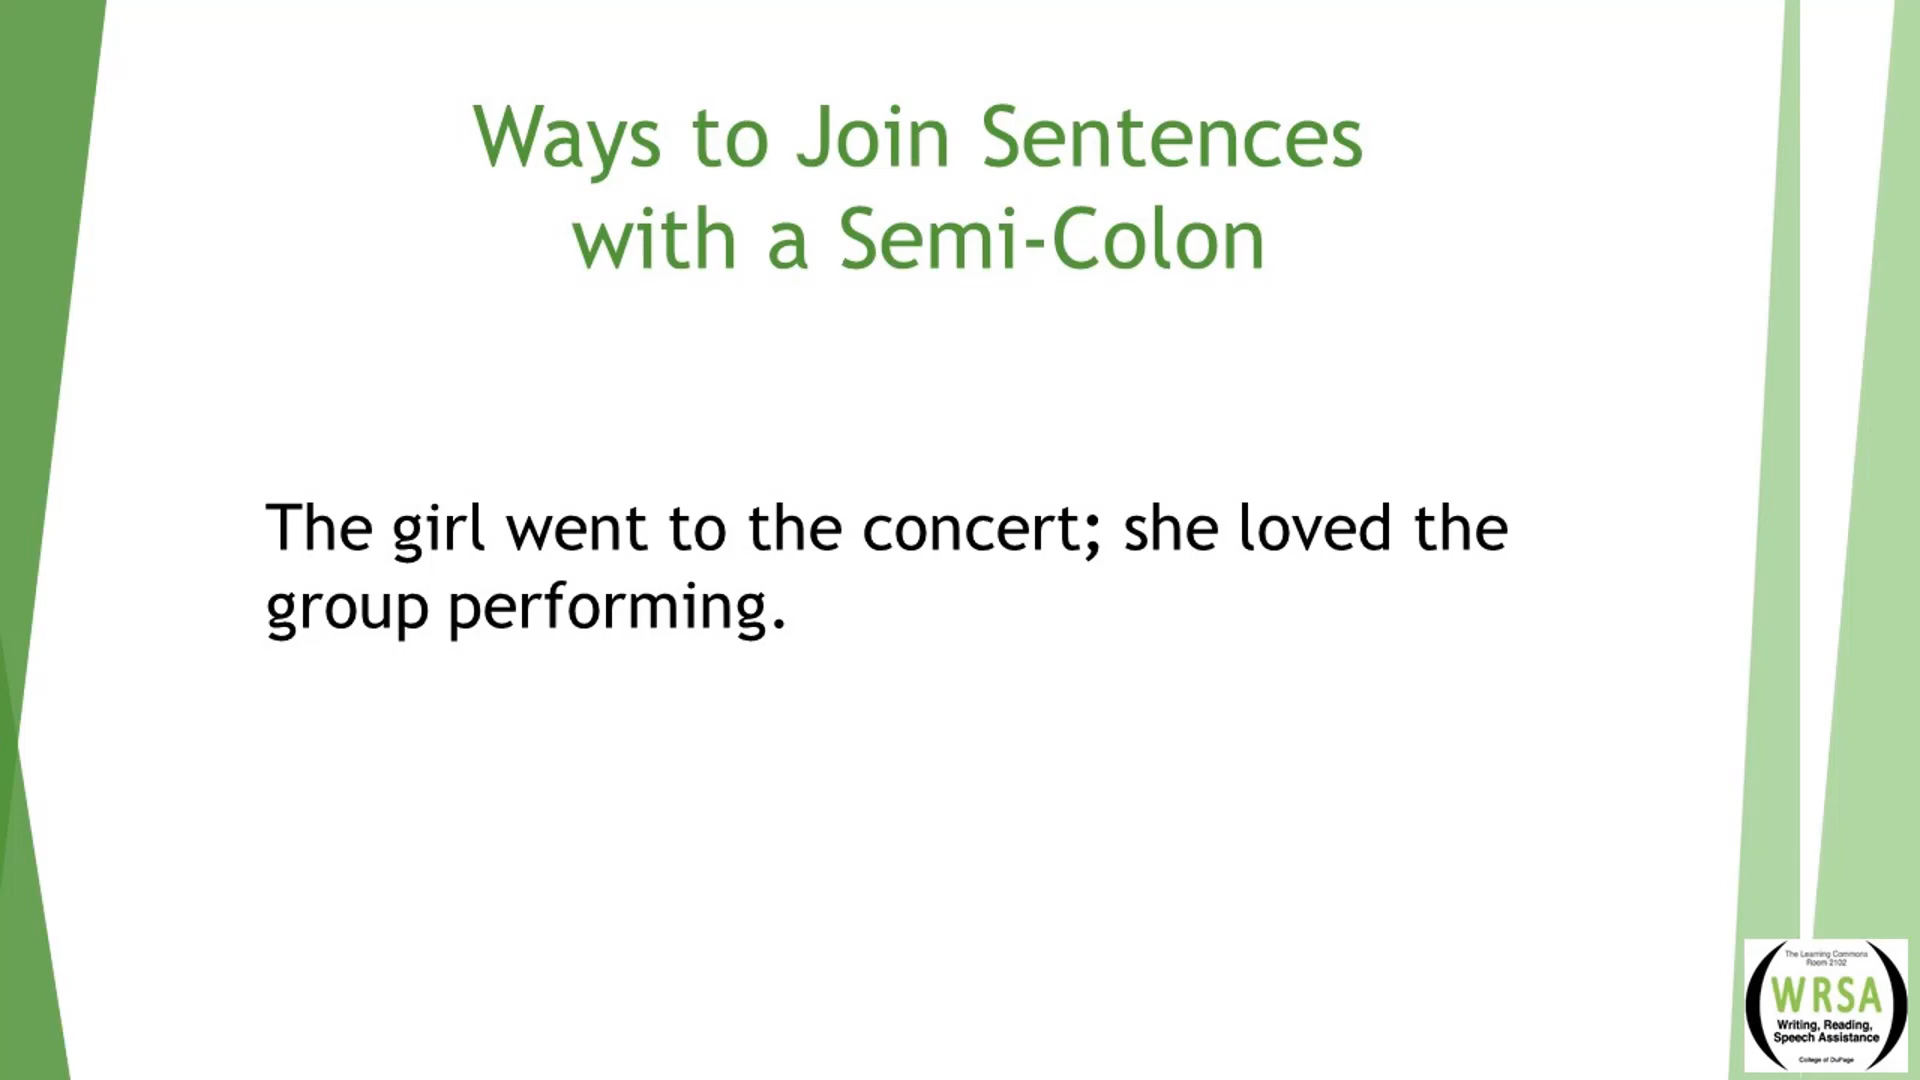 Ways to Join Sentences
with a Semi-Colon
The girl went to the concert; she loved the
group performing.
The Learning Commons
Room 2102
WRSA
Writing, Reading,
Speech Assistance
College of DuPage